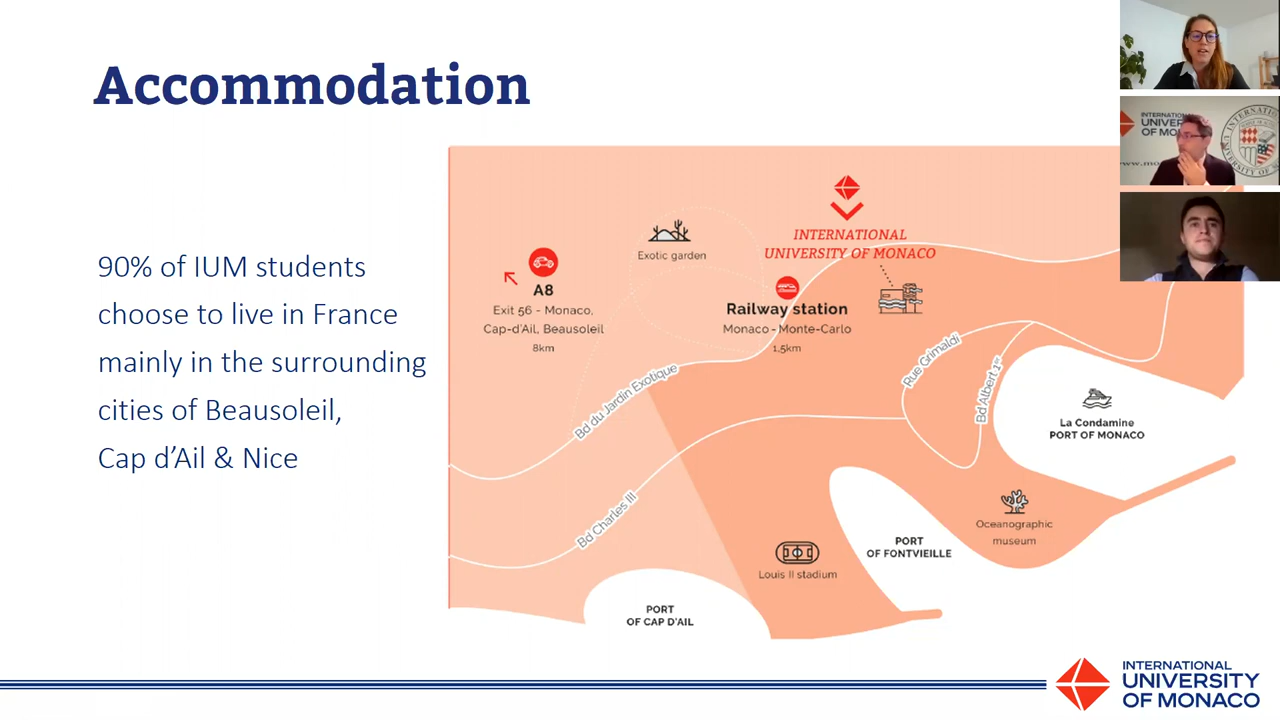 Accommodation
90% of IUM students
choose to live in France
mainly in the surrounding
cities of Beausoleil,
Cap d’Ail & Nice
INTERNATIONAL
UNIVERSITY OF MONACO
Exotic garden
A8
Exit 56 - Monaco,
Cap-d'Ail, Beausoleil
8km
Railway station
Monaco - Monte-Carlo
1,5km
Rue Grimaldi
Bd Albert 1er
Bd du Jardin Exotique
La Condamine
PORT OF MONACO
Bd Charles III
Oceanographic
museum
PORT
OF FONTVIEILLE
Louis II stadium
PORT
OF CAP D'AIL
INTERNATIONAL
UNIVERSITY
OF MONACO